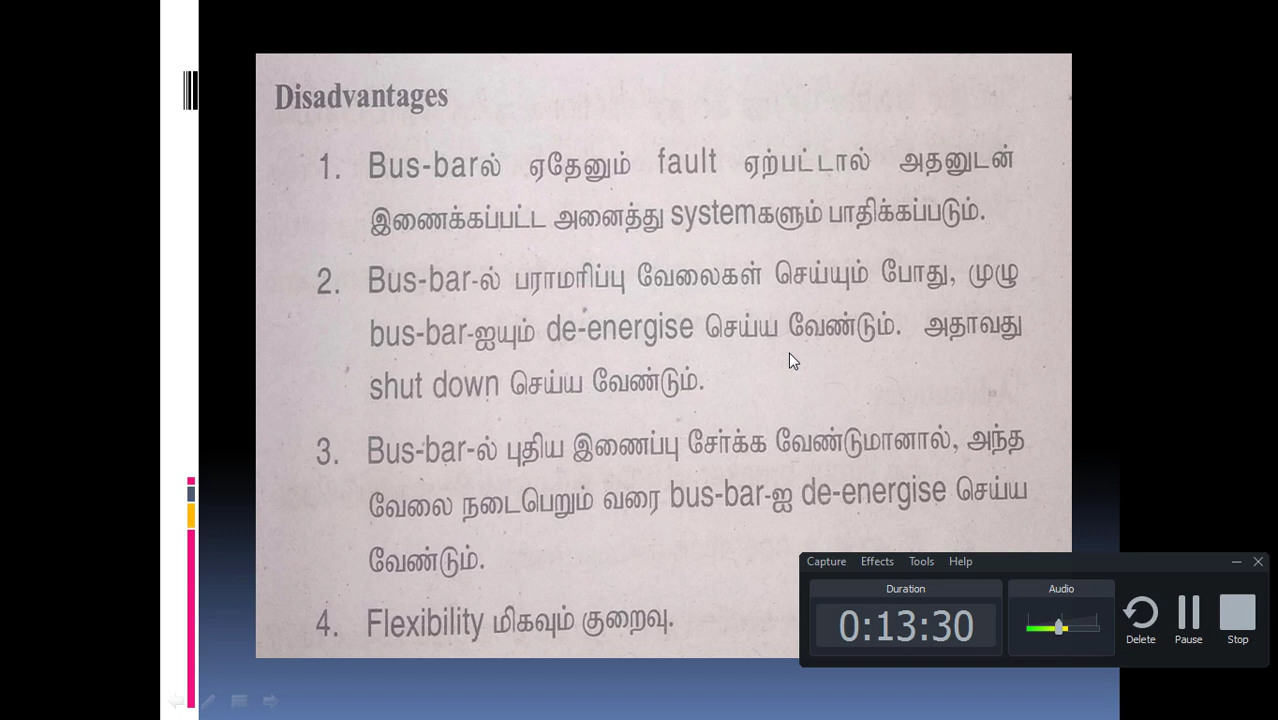 Disadvantages
1. Bus-barல் ஏதேனும் fault ஏற்பட்டால் அதனுடன்
இணைக்கப்பட்ட அனைத்து systemகளும் பாதிக்கப்படும்.
2. Bus-bar-ல் பராமரிப்பு வேலைகள் செய்யும் போது, முழு
bus-bar-ஐயும் de-energise செய்ய வேண்டும். அதாவது
shut down செய்ய வேண்டும்.
3. Bus-bar-ல் புதிய இணைப்பு சேர்க்க வேண்டுமானால், அந்த
வேலை நடைபெறும் வரை bus-bar-ஐ de-energise செய்ய
வேண்டும்.
4. Flexibility மிகவும் குறைவு.
Capture Effects Tools Help
Duration Audio
0:13:30
Delete Pause Stop